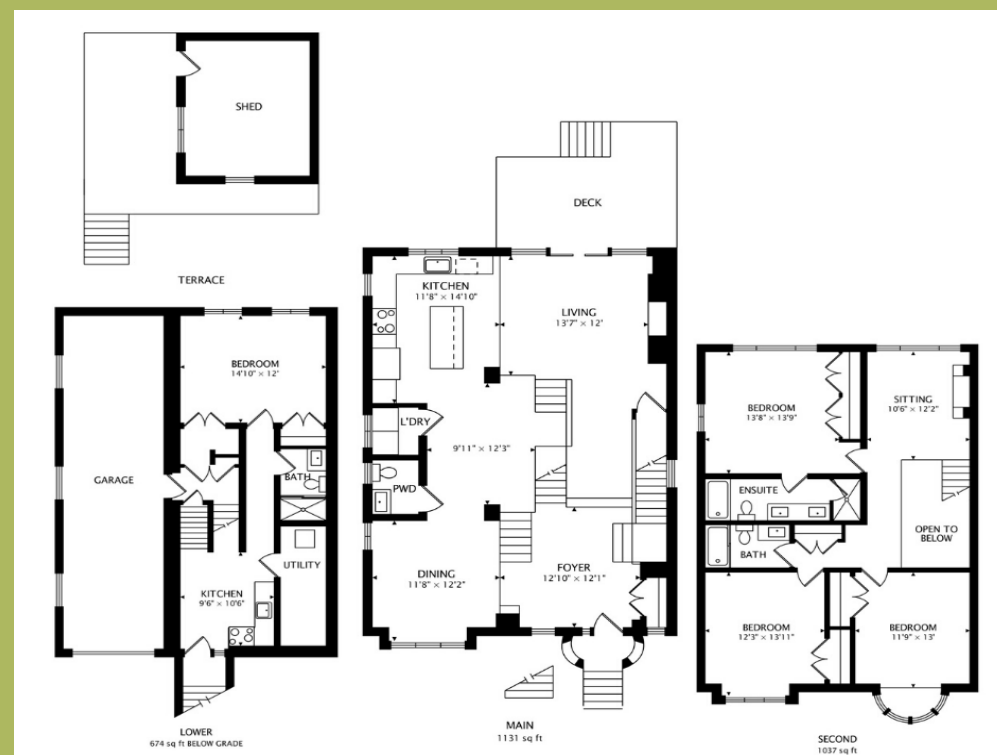 SHED
TERRACE
BEDROOM
14'10" × 12'
GARAGE
BATH
UTILITY
KITCHEN
9'6" × 10'6"
LOWER
674 sq ft BELOW GRADE
DECK
KITCHEN
11'8" × 14'10"
LIVING
13'7" × 12'
L'DRY
9'11" × 12'3"
PWD
DINING
11'8" × 12'2"
FOYER
12'10" × 12'1"
MAIN
1131 sq ft
BEDROOM
13'8" × 13'9"
SITTING
10'6" × 12'2"
ENSUITE
BATH
OPEN TO
BELOW
BEDROOM
12'3" × 13'11"
BEDROOM
11'9" × 13'
SECOND
1037 sq ft